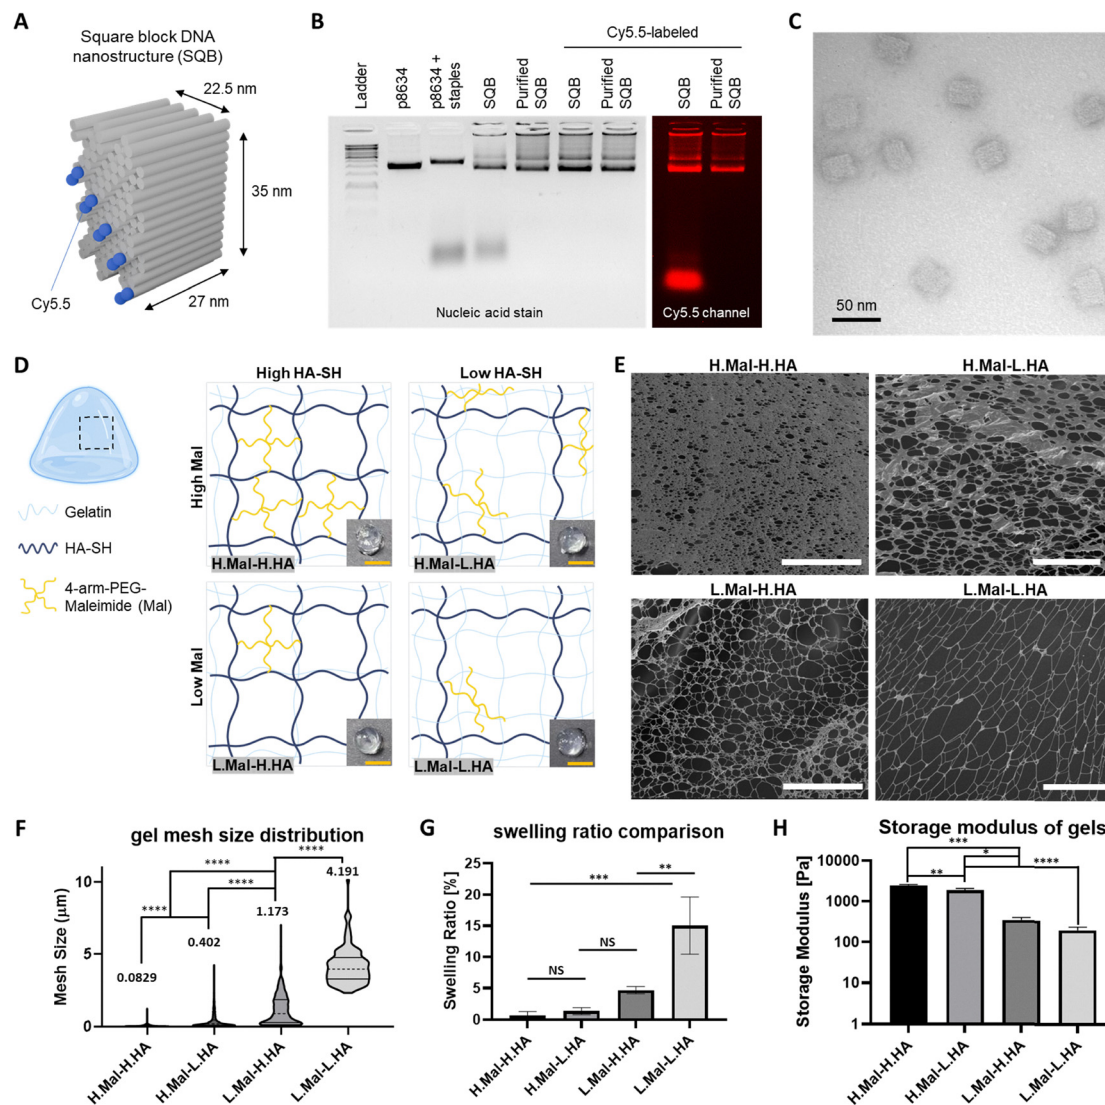 A
Square block DNA
nanostructure (SQB)
22.5 nm
35 nm
27 nm
Cy5.5
B
Cy5.5-labeled
Ladder
p8634
p8634 +
staples
SQB
Purified
SQB
SQB
Purified
SQB
SQB
Purified
SQB
Nucleic acid stain
Cy5.5 channel
C
50 nm
D
High HA-SH
Low HA-SH
High Mal
Low Mal
Gelatin
HA-SH
4-arm-PEG-
Maleimide (Mal)
H.Mal-H.HA
H.Mal-L.HA
L.Mal-H.HA
L.Mal-L.HA
E
H.Mal-H.HA
H.Mal-L.HA
L.Mal-H.HA
L.Mal-L.HA
F
gel mesh size distribution
Mesh Size (μm)
10
5
0
****
****
****
****
0.0829
0.402
1.173
4.191
H.Mal-H.HA
H.Mal-L.HA
L.Mal-H.HA
L.Mal-L.HA
G
swelling ratio comparison
Swelling Ratio [%]
25
20
15
10
5
0
***
**
NS
NS
H.Mal-H.HA
H.Mal-L.HA
L.Mal-H.HA
L.Mal-L.HA
H
Storage modulus of gels
Storage Modulus [Pa]
10000
1000
100
10
1
***
*
**
****
H.Mal-H.HA
H.Mal-L.HA
L.Mal-H.HA
L.Mal-L.HA